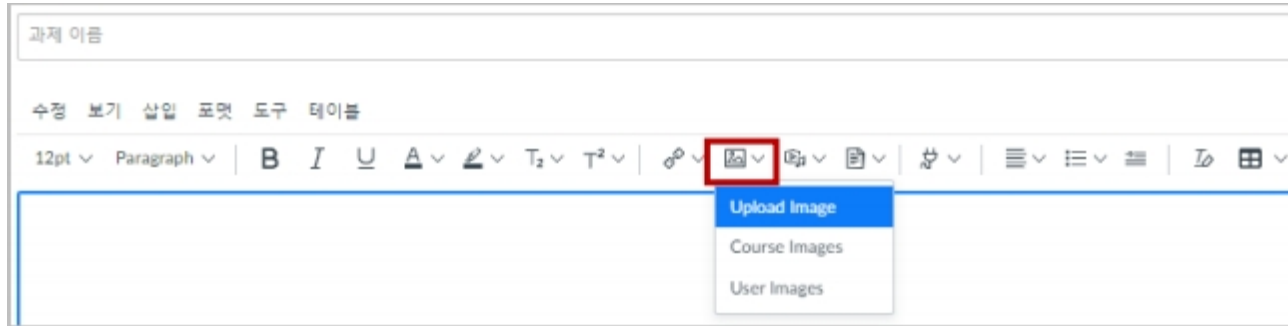 과제 이름
수정 보기 삽입 포맷 도구 테이블
12pt Paragraph B I U A T₂ T²
Upload Image
Course Images
User Images